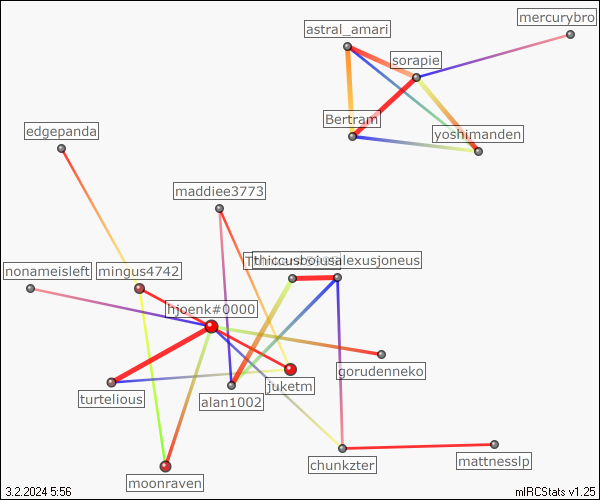 mercurybro
astral_amari
sorapie
Bertram
yoshimanden
edgepanda
maddiee3773
thiccusbovusalexusjoneus
nonameisleft
mingus4742
hjoenk#0000
gorudenneko
juketm
turtelious
alan1002
chunkzter
mattnesslp
moonraven
3.2.2024 5:56
mIRCStats v1.25